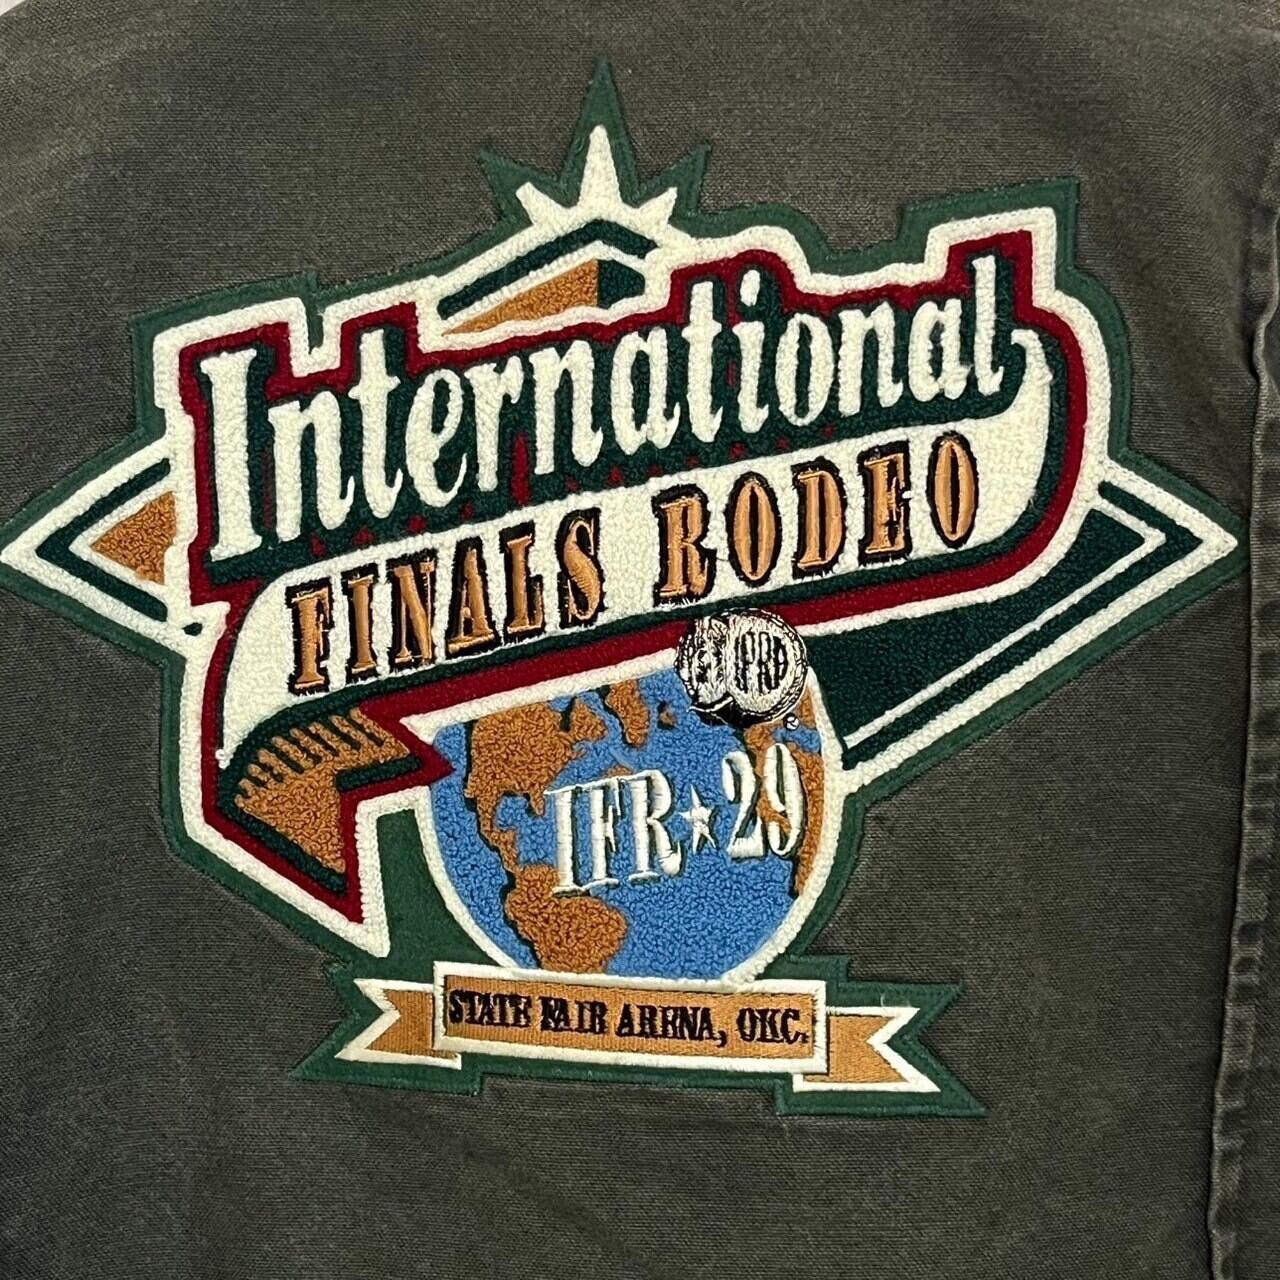 International
FINALS RODEO
IPRA
IFR★29
STATE FAIR ARENA, OKC.